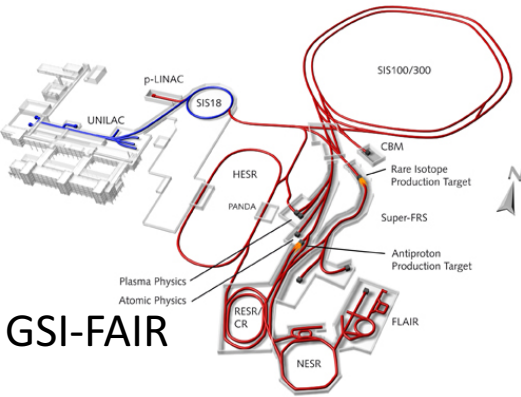 SIS100/300
p-LINAC
SIS18
UNILAC
CBM
Rare Isotope
Production Target
HESR
PANDA
Super-FRS
Antiproton
Production Target
Plasma Physics
Atomic Physics
RESR/
CR
FLAIR
NESR
GSI-FAIR